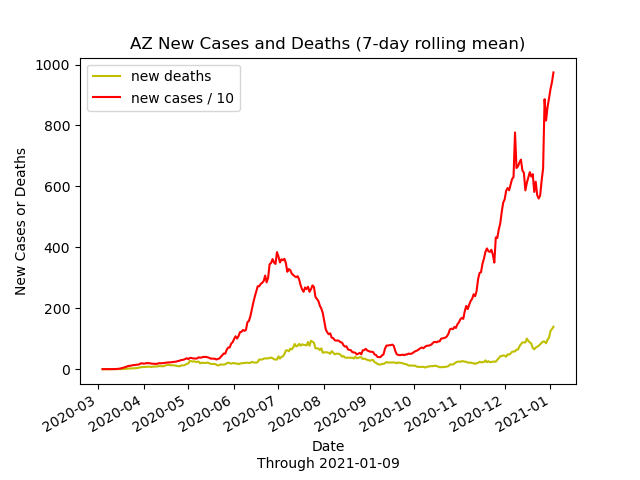 AZ New Cases and Deaths (7-day rolling mean)
new deaths
new cases / 10
1000
800
600
400
200
0
New Cases or Deaths
2020-03
2020-04
2020-05
2020-06
2020-07
2020-08
2020-09
2020-10
2020-11
2020-12
2021-01
Date
Through 2021-01-09